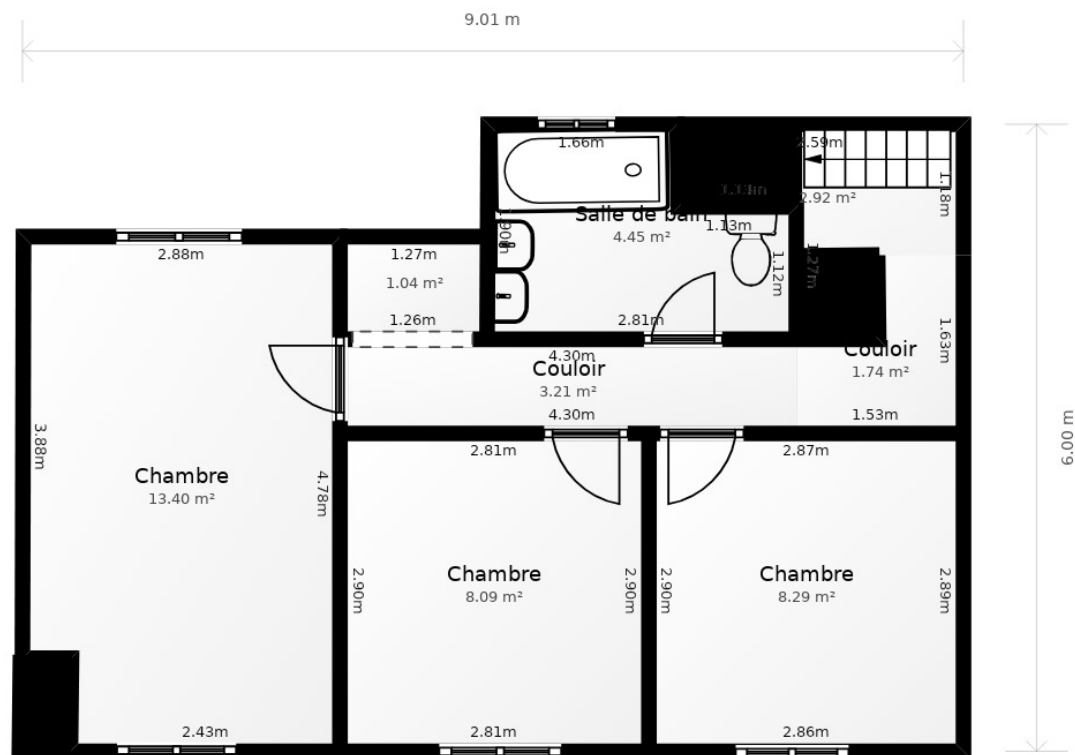 9.01 m
1.66m
2.59m
1.18m
2.92 m²
Salle de bain
4.45 m²
1.13m
1.12m
1.27m
2.81m
2.88m
1.27m
1.04 m²
1.26m
4.30m
Couloir
3.21 m²
4.30m
Couloir
1.74 m²
1.63m
1.53m
6.00 m
3.88m
Chambre
13.40 m²
4.78m
2.43m
2.81m
2.90m
Chambre
8.09 m²
2.90m
2.81m
2.87m
2.90m
Chambre
8.29 m²
2.89m
2.86m